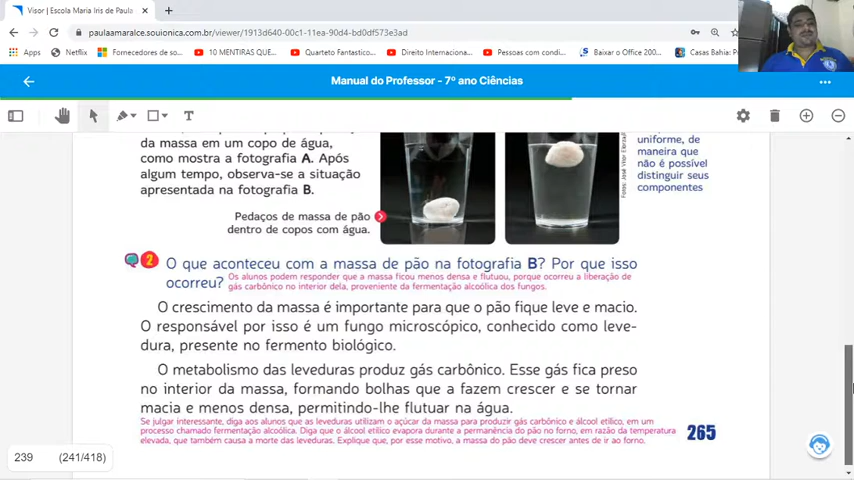 Visor | Escola Maria Iris de Paula
paulaamaralce.souionica.com.br/viewer/1913d640-00c1-11ea-90d4-bd0df573e3ad
Apps Netflix Fornecedores de so... 10 MENTIRAS QUE... Quarteto Fantastico... Direito Internaciona... Pessoas com condi... Baixar o Office 200... Casas Bahia: P
Manual do Professor - 7º ano Ciências
T
da massa em um copo de água,
como mostra a fotografia A. Após
algum tempo, observa-se a situação
apresentada na fotografia B.
Pedaços de massa de pão
dentro de copos com água.
uniforme, de
maneira que
não é possível
distinguir seus
componentes
2 O que aconteceu com a massa de pão na fotografia B? Por que isso
ocorreu? Os alunos podem responder que a massa ficou menos densa e flutuou, porque ocorreu a liberação de
gás carbônico no interior dela, proveniente da fermentação alcoólica dos fungos.
O crescimento da massa é importante para que o pão fique leve e macio.
O responsável por isso é um fungo microscópico, conhecido como leve-
dura, presente no fermento biológico.
O metabolismo das leveduras produz gás carbônico. Esse gás fica preso
no interior da massa, formando bolhas que a fazem crescer e se tornar
macia e menos densa, permitindo-lhe flutuar na água.
Se julgar interessante, diga aos alunos que as leveduras utilizam o açúcar da massa para produzir gás carbônico e álcool etílico, em um
processo chamado fermentação alcoólica. Diga que o álcool etílico evapora durante a permanência do pão no forno, em razão da temperatura
elevada, que também causa a morte das leveduras. Explique que, por esse motivo, a massa do pão deve crescer antes de ir ao forno.
265
239 (241/418)